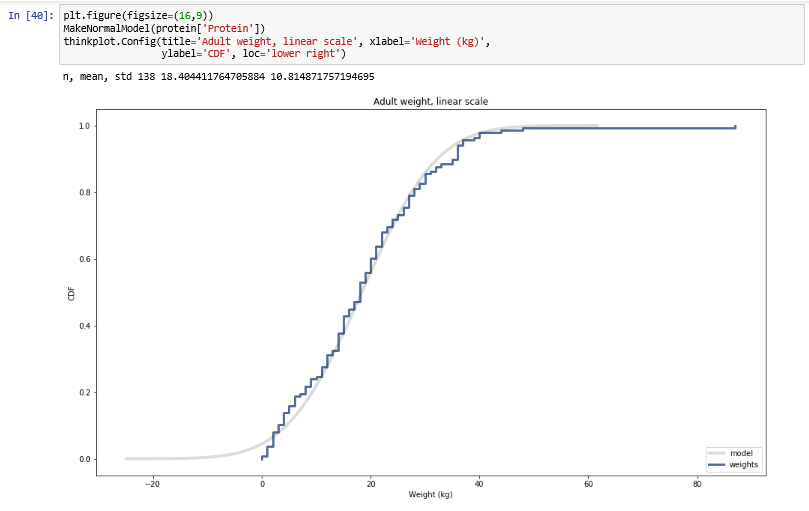 In [40]: plt.figure(figsize=(16,9))
MakeNormalModel(protein['Protein'])
thinkplot.Config(title='Adult weight, linear scale', xlabel='Weight (kg)',
ylabel='CDF', loc='lower right')
n, mean, std 138 18.404411764705884 10.814871757194695
Adult weight, linear scale
1.0
0.8
0.6
0.4
0.2
0.0
CDF
−20 0 20 40 60 80
Weight (kg)
model
weights